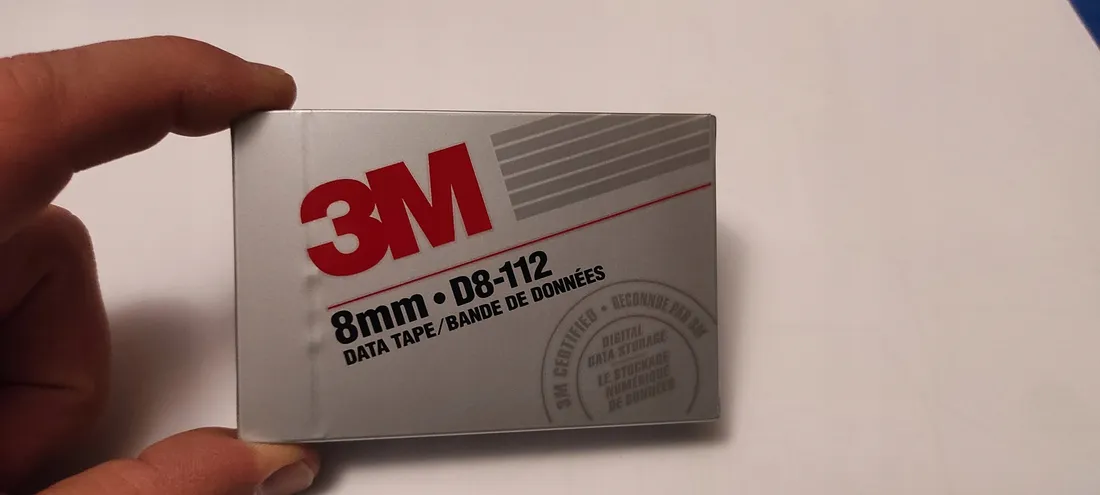 3M
8mm • D8-112
DATA TAPE/BANDE DE DONNÉES
3M CERTIFIED • RECONNUE PAR 3M
DIGITAL
DATA STORAGE
LE STOCKAGE
NUMÉRIQUE
DE DONNÉES